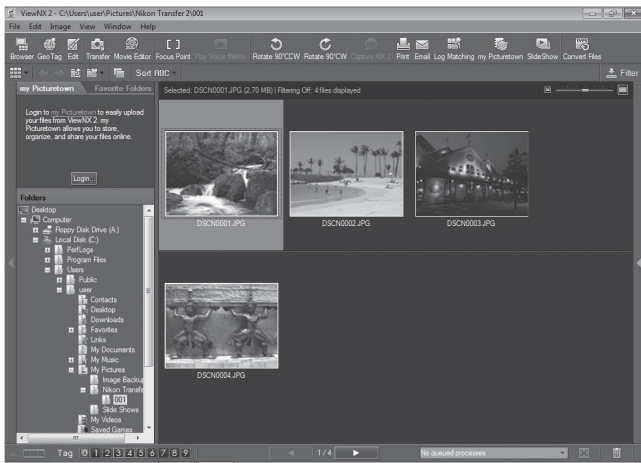 ViewNX 2 - C:\Users\user\Pictures\Nikon Transfer 2\001
File Edit Image View Window Help
Browser GeoTag Edit Transfer Movie Editor Focus Point Play Voice Memo Rotate 90°CCW Rotate 90°CW Capture NX 2 Print Email Log Matching my Picturetown SlideShow Convert Files
Sort ABC Filter
my Picturetown Favorite Folders
Selected: DSCN0001.JPG (2.70 MB) | Filtering Off: 4 files displayed
Login to my Picturetown to easily upload
your files from ViewNX 2. my
Picturetown allows you to store,
organize, and share your files online.
Login...
DSCN0001.JPG DSCN0002.JPG DSCN0003.JPG
Folders
Desktop
Computer
Floppy Disk Drive (A:)
Local Disk (C:)
PerfLogs
Program Files
Users
Public
user
Contacts
Desktop
Downloads
Favorites
Links
My Documents
My Music
My Pictures
Image Backup
Nikon Transfe
001
Slide Shows
My Videos
Saved Games
DSCN0004.JPG
Tag 0 1 2 3 4 5 6 7 8 9
1/4
No queued processes